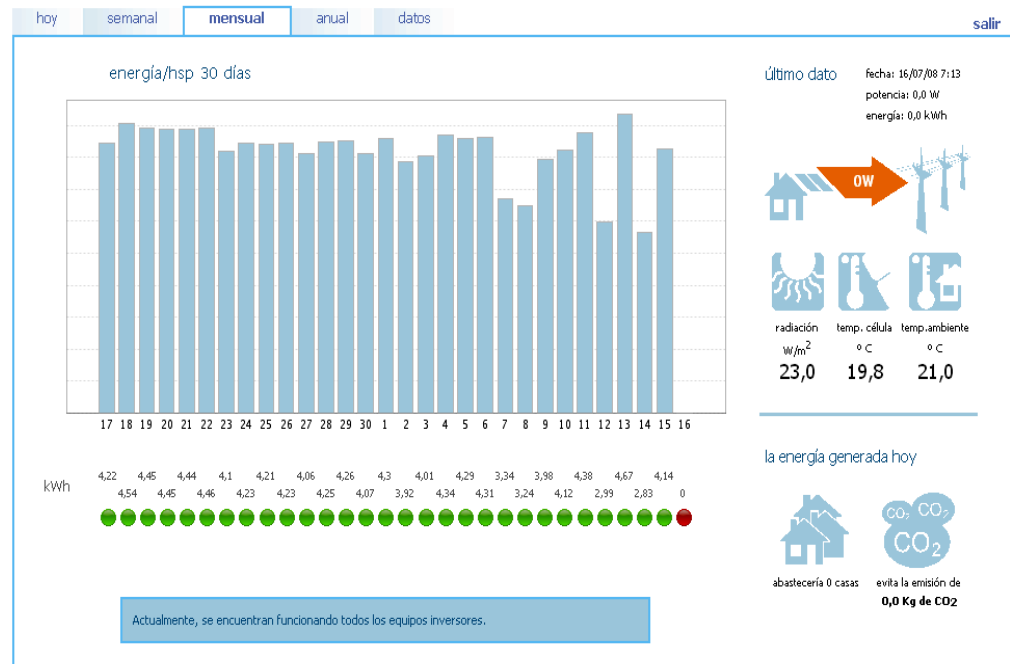 hoy semanal mensual anual datos
salir
energía/hsp 30 días
17 18 19 20 21 22 23 24 25 26 27 28 29 30 1 2 3 4 5 6 7 8 9 10 11 12 13 14 15 16
kWh
4,22 4,45 4,44 4,1 4,21 4,06 4,26 4,3 4,01 4,29 3,34 3,98 4,38 4,67 4,14
4,54 4,45 4,46 4,23 4,23 4,25 4,07 3,92 4,34 4,31 3,24 4,12 2,99 2,83 0
Actualmente, se encuentran funcionando todos los equipos inversores.
último dato
fecha: 16/07/08 7:13
potencia: 0,0 W
energía: 0,0 kWh
0W
radiación temp. célula temp.ambiente
W/m² º C º C
23,0 19,8 21,0
la energía generada hoy
CO₂ CO₂
CO₂
abastecería 0 casas evita la emisión de
0,0 Kg de CO2